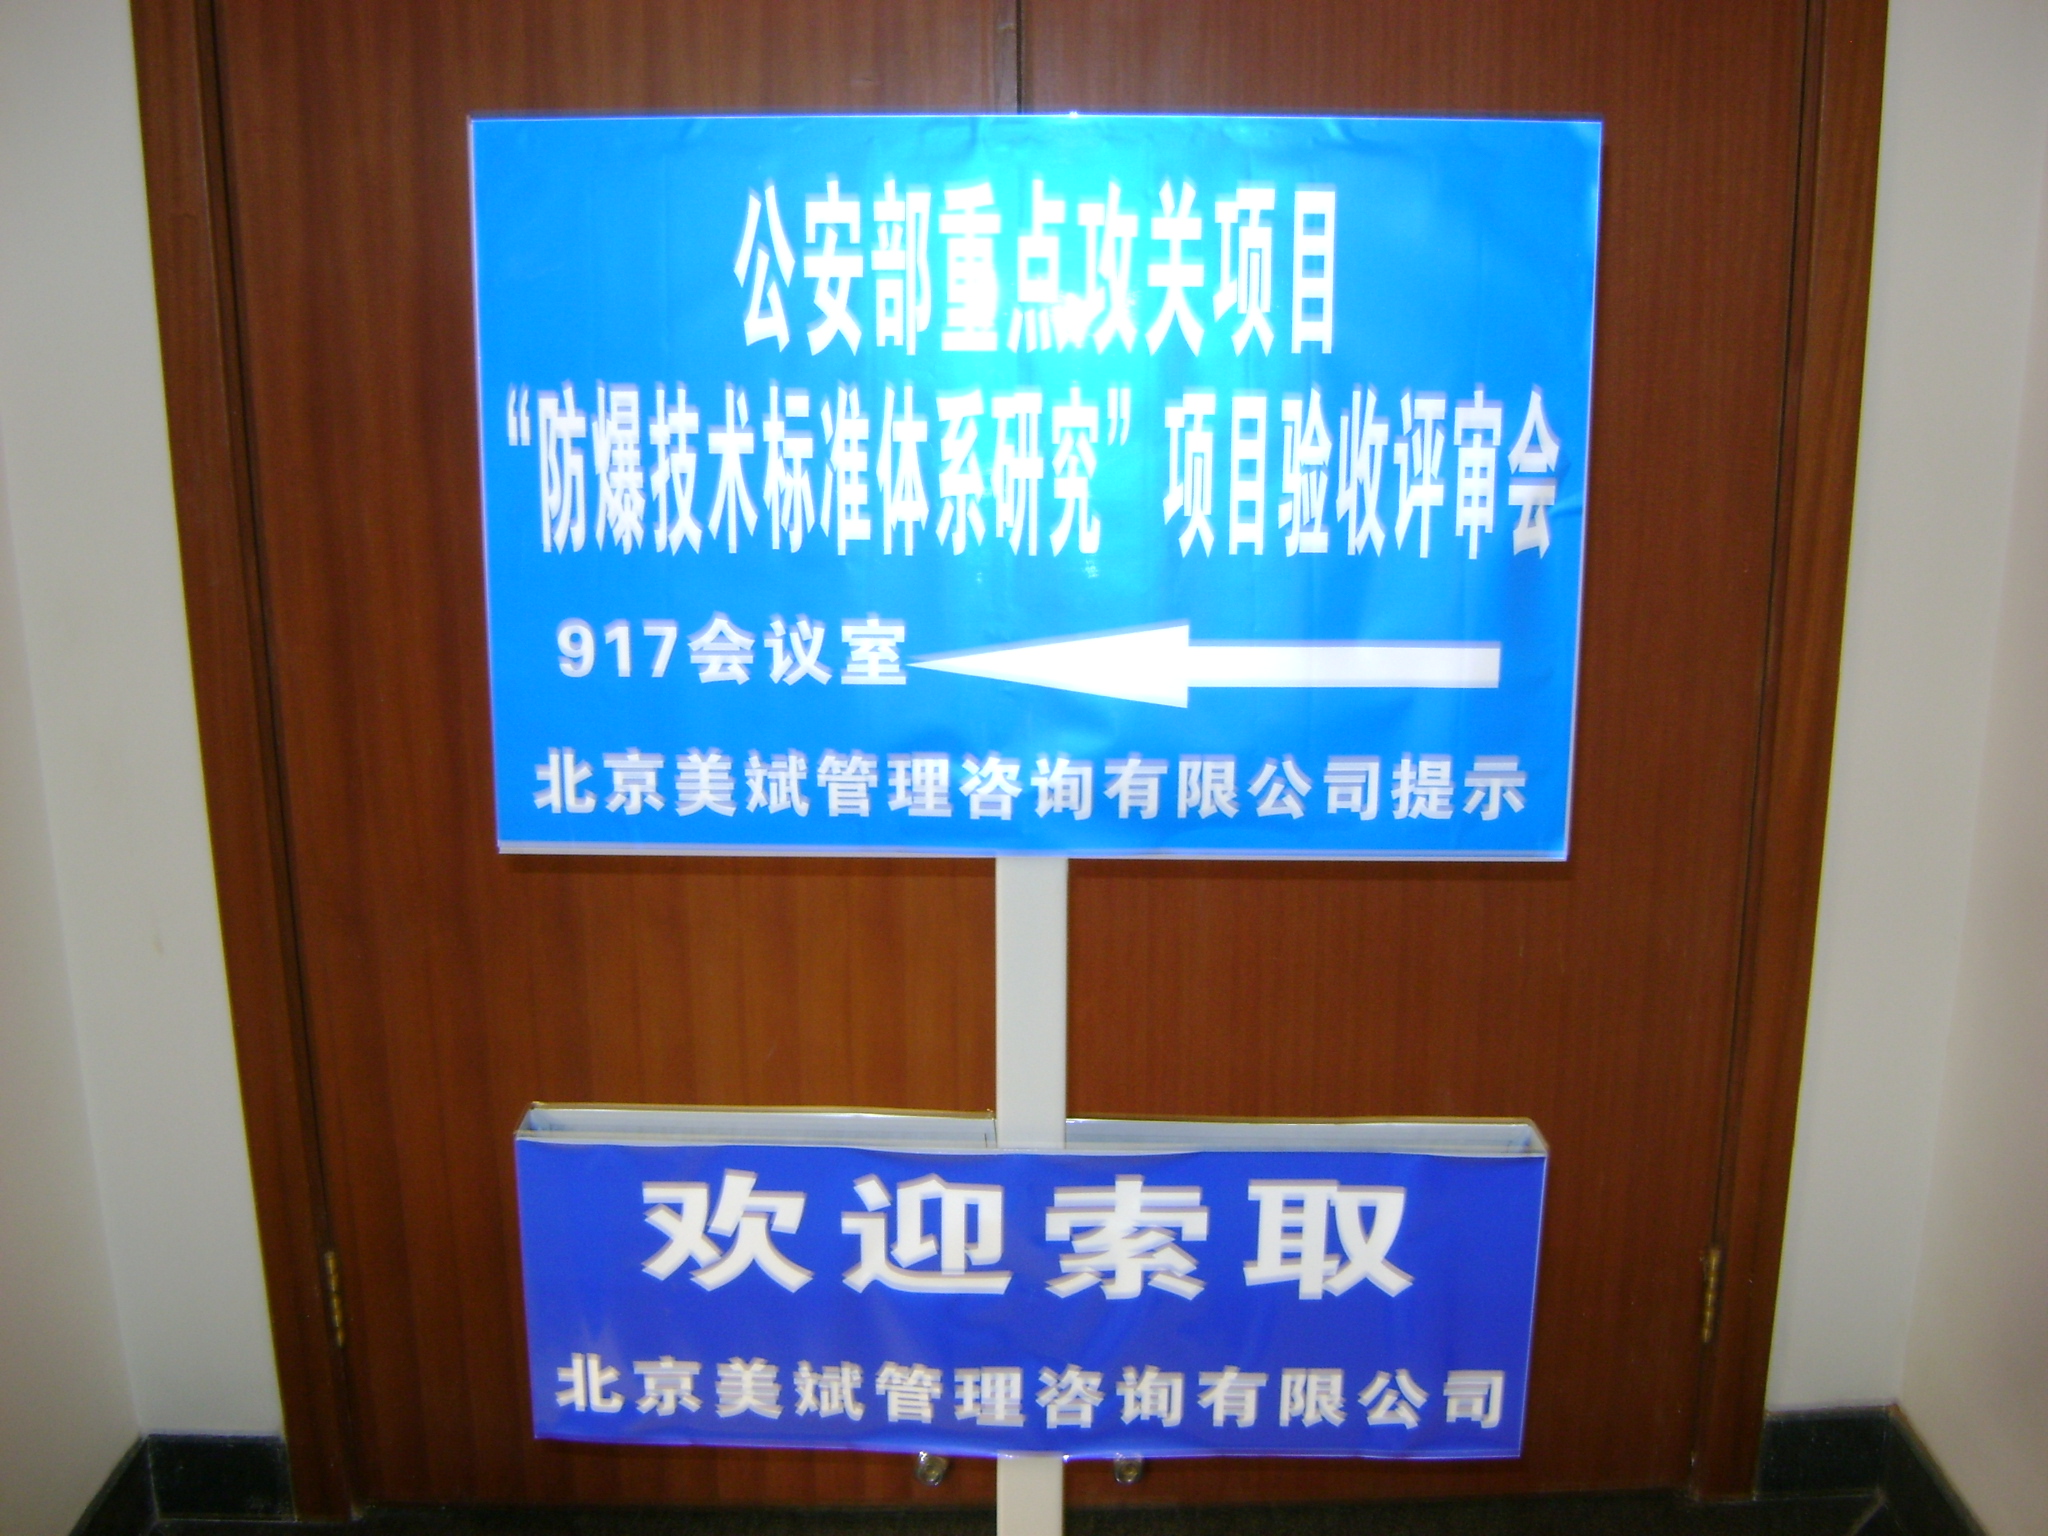 公安部重点攻关项目
“防爆技术标准体系研究”项目验收评审会
917会议室
北京美斌管理咨询有限公司提示
欢迎索取
北京美斌管理咨询有限公司